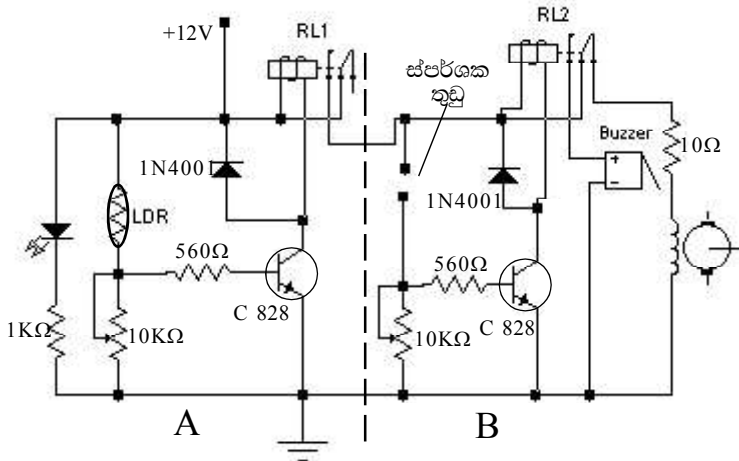 +12V
RL1
RL2
ස්පර්ශක
තුඩු
Buzzer
10Ω
+
-
1N4001
1N4001
LDR
560Ω
560Ω
C 828
C 828
1KΩ
10KΩ
10KΩ
A
B